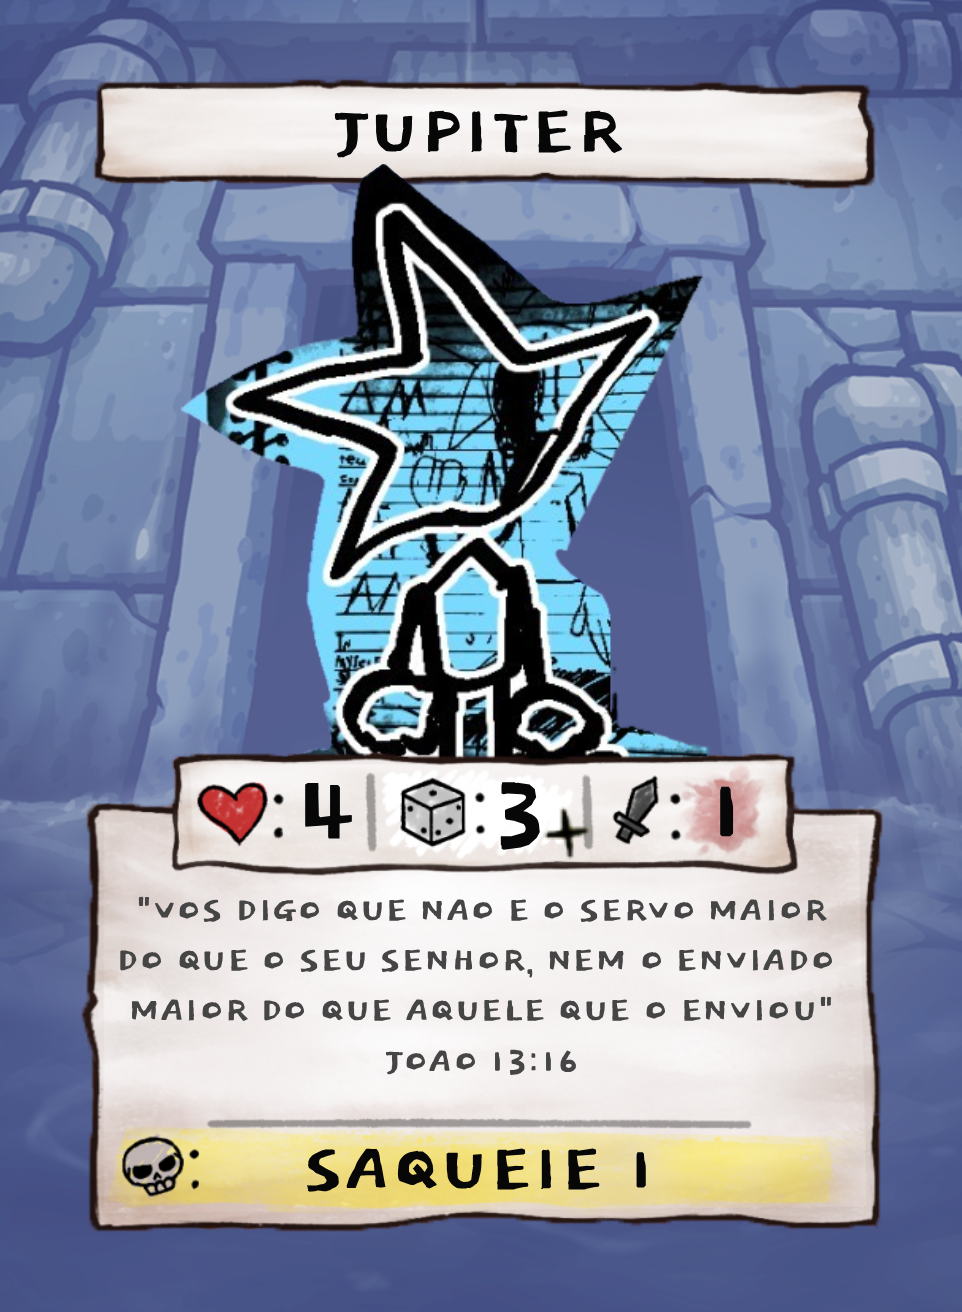 JUPITER
: 4 : 3+ : 1
"VOS DIGO QUE NAO E O SERVO MAIOR
DO QUE O SEU SENHOR, NEM O ENVIADO
MAIOR DO QUE AQUELE QUE O ENVIOU"
JOAO 13:16
: SAQUEIE 1